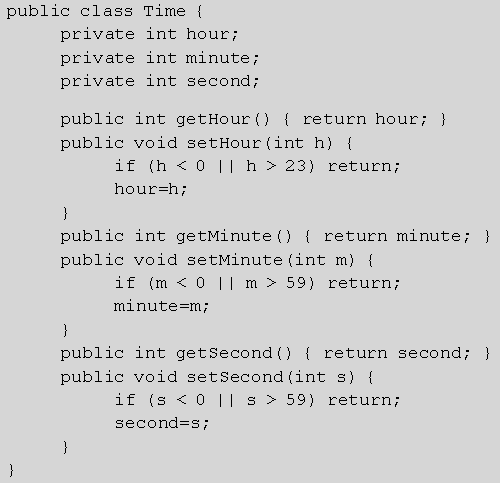 public class Time {
private int hour;
private int minute;
private int second;
public int getHour() { return hour; }
public void setHour(int h) {
if (h < 0 || h > 23) return;
hour=h;
}
public int getMinute() { return minute; }
public void setMinute(int m) {
if (m < 0 || m > 59) return;
minute=m;
}
public int getSecond() { return second; }
public void setSecond(int s) {
if (s < 0 || s > 59) return;
second=s;
}
}